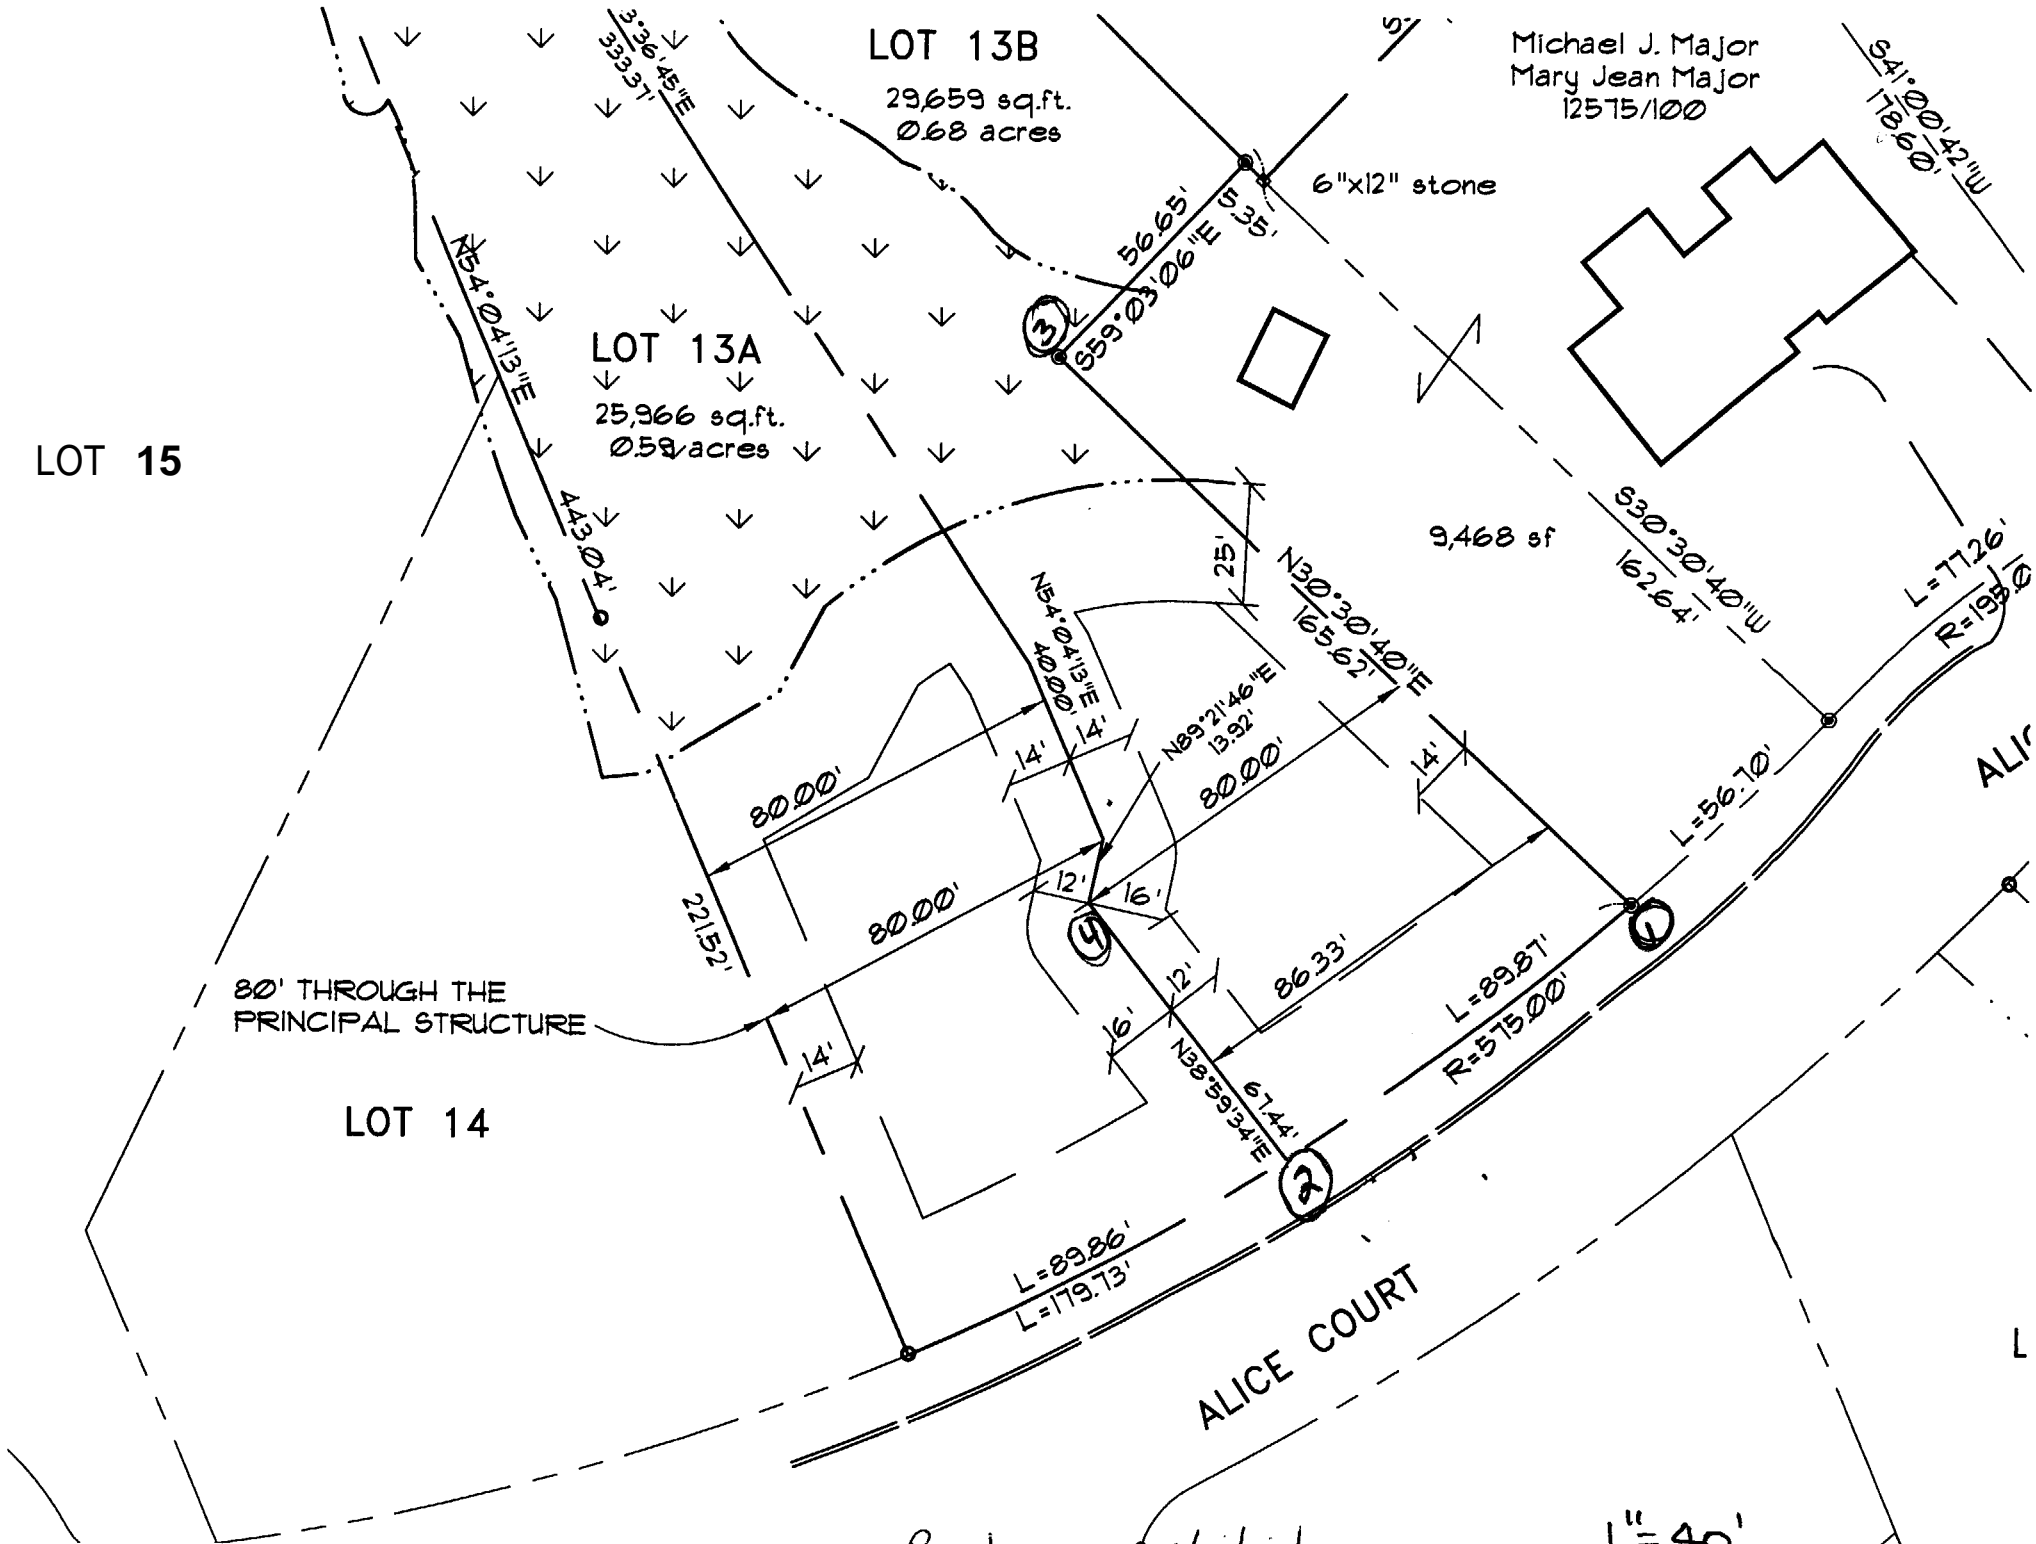 3°36'45"E
333.37'
LOT 13B
29,659 sq.ft.
0.68 acres
Michael J. Major
Mary Jean Major
12575/100
S41°00'42"W
178.60'
6"x12" stone
5.35'
56.65'
S59°03'06"E
3
N54°04'13"E
443.04'
LOT 13A
25,966 sq.ft.
0.59 acres
LOT 15
9,468 sf
S30°30'40"W
162.64'
L=77.26'
25'
N30°30'40"E
165.62'
N54°04'13"E
40.00'
N89°21'46"E
13.92'
14'
14'
14'
80.00'
80.00'
80.00'
12'
16'
4
L=56.70'
1
221.52'
86.33'
L=89.87'
R=575.00'
80' THROUGH THE
PRINCIPAL STRUCTURE
12'
16'
14'
N38°59'34"E
67.44'
LOT 14
2
L=89.86'
L=179.73'
ALICE COURT
1"=40'